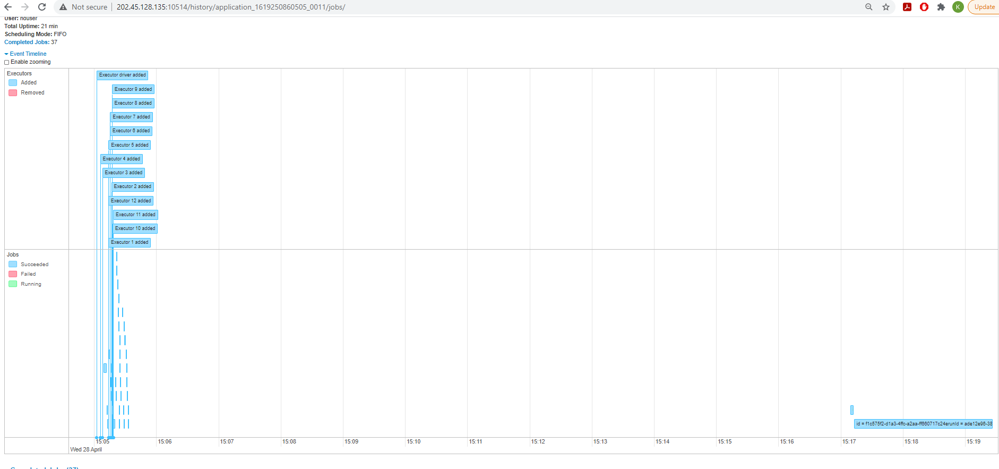 Not secure | 202.45.128.135:10514/history/application_1619250860505_0011/jobs/
K
Update
User: hduser
Total Uptime: 21 min
Scheduling Mode: FIFO
Completed Jobs: 37
Event Timeline
Enable zooming
Executors
Added
Removed
Executor driver added
Executor 9 added
Executor 8 added
Executor 7 added
Executor 6 added
Executor 5 added
Executor 4 added
Executor 3 added
Executor 2 added
Executor 12 added
Executor 11 added
Executor 10 added
Executor 1 added
Jobs
Succeeded
Failed
Running
id = f1c575f2-d1a3-4ffc-a2aa-ff660717c24erunId = ade12e96-38
15:05 15:06 15:07 15:08 15:09 15:10 15:11 15:12 15:13 15:14 15:15 15:16 15:17 15:18 15:19
Wed 28 April
Completed Jobs (37)